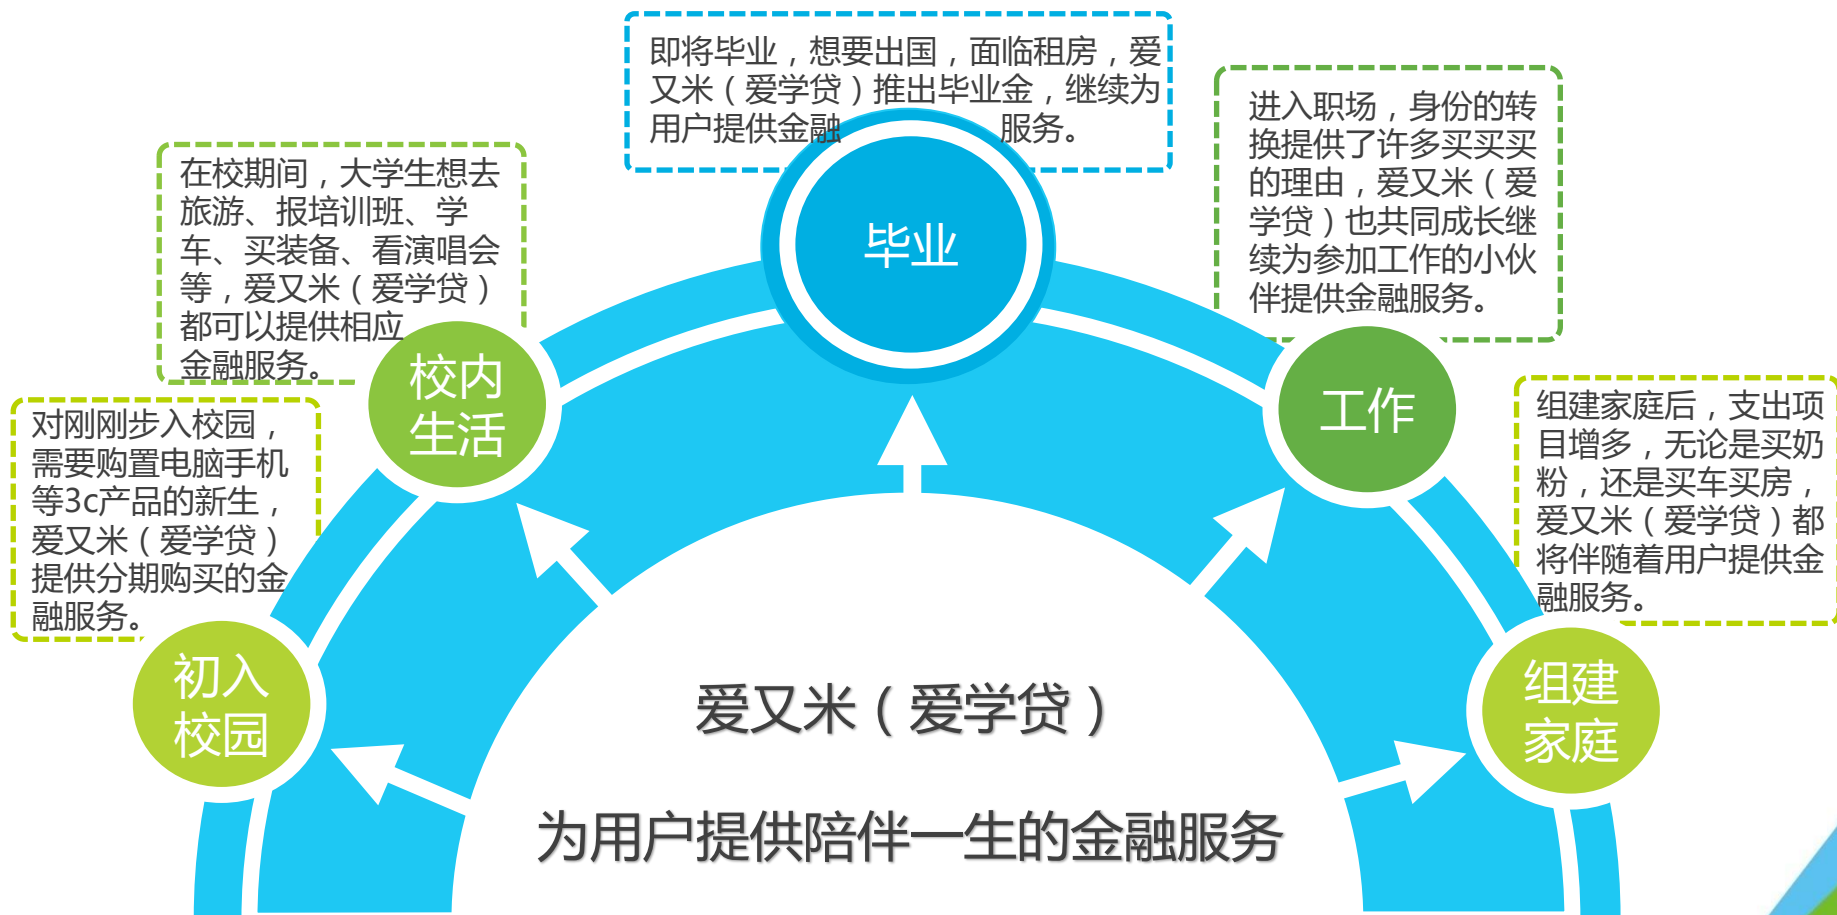 即将毕业，想要出国，面临租房，爱
又米（爱学贷）推出毕业金，继续为
用户提供金融 服务。
毕业
在校期间，大学生想去
旅游、报培训班、学
车、买装备、看演唱会
等，爱又米（爱学贷）
都可以提供相应
金融服务。
校内
生活
进入职场，身份的转
换提供了许多买买买
的理由，爱又米（爱
学贷）也共同成长继
续为参加工作的小伙
伴提供金融服务。
工作
对刚刚步入校园，
需要购置电脑手机
等3c产品的新生，
爱又米（爱学贷）
提供分期购买的金
融服务。
初入
校园
组建家庭后，支出项
目增多，无论是买奶
粉，还是买车买房，
爱又米（爱学贷）都
将伴随着用户提供金
融服务。
组建
家庭
爱又米（爱学贷）
为用户提供陪伴一生的金融服务